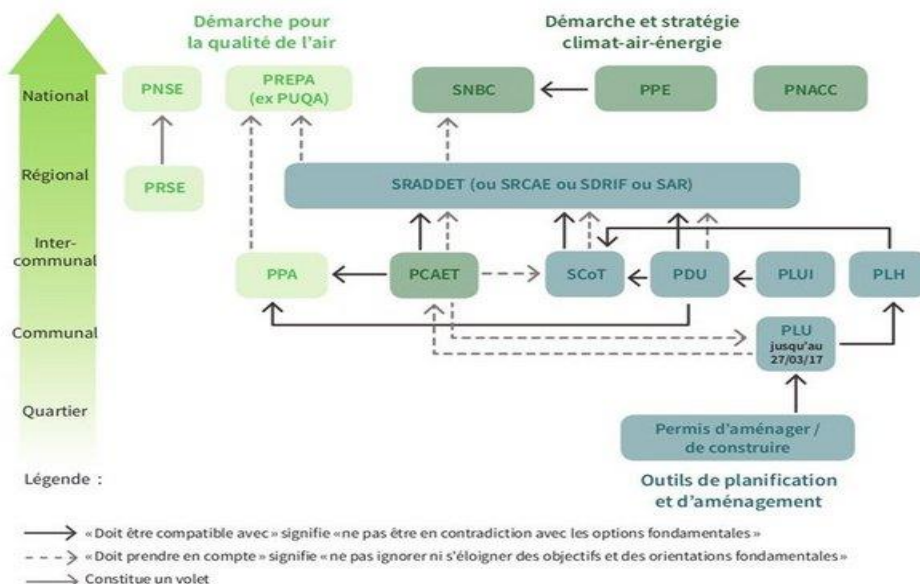 Démarche pour
la qualité de l'air
Démarche et stratégie
climat-air-énergie
National
PNSE
PREPA
(ex PUQA)
SNBC
PPE
PNACC
Régional
PRSE
SRADDET (ou SRCAE ou SDRIF ou SAR)
Inter-
communal
PPA
PCAET
SCoT
PDU
PLUI
PLH
Communal
PLU
jusqu'au
27/03/17
Quartier
Permis d'aménager /
de construire
Outils de planification
et d'aménagement
Légende :
«Doit être compatible avec» signifie «ne pas être en contradiction avec les options fondamentales»
«Doit prendre en compte» signifie «ne pas ignorer ni s'éloigner des objectifs et des orientations fondamentales»
Constitue un volet